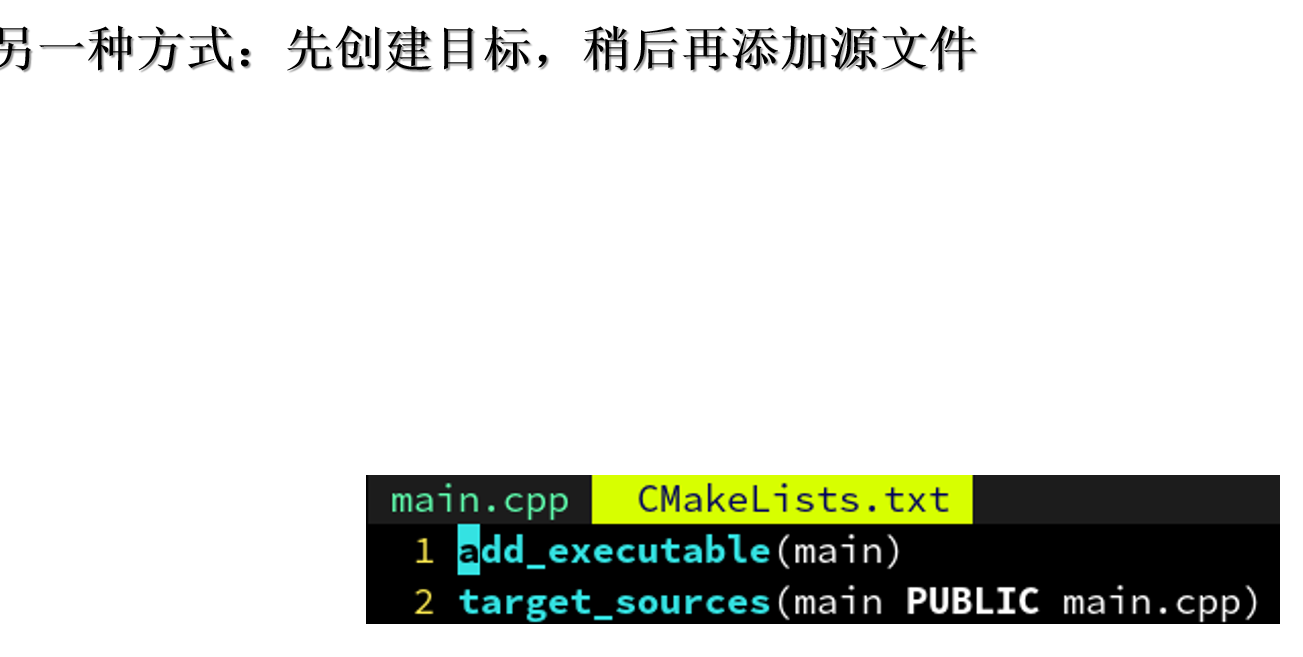 另一种方式：先创建目标，稍后再添加源文件
main.cpp CMakeLists.txt
1 add_executable(main)
2 target_sources(main PUBLIC main.cpp)